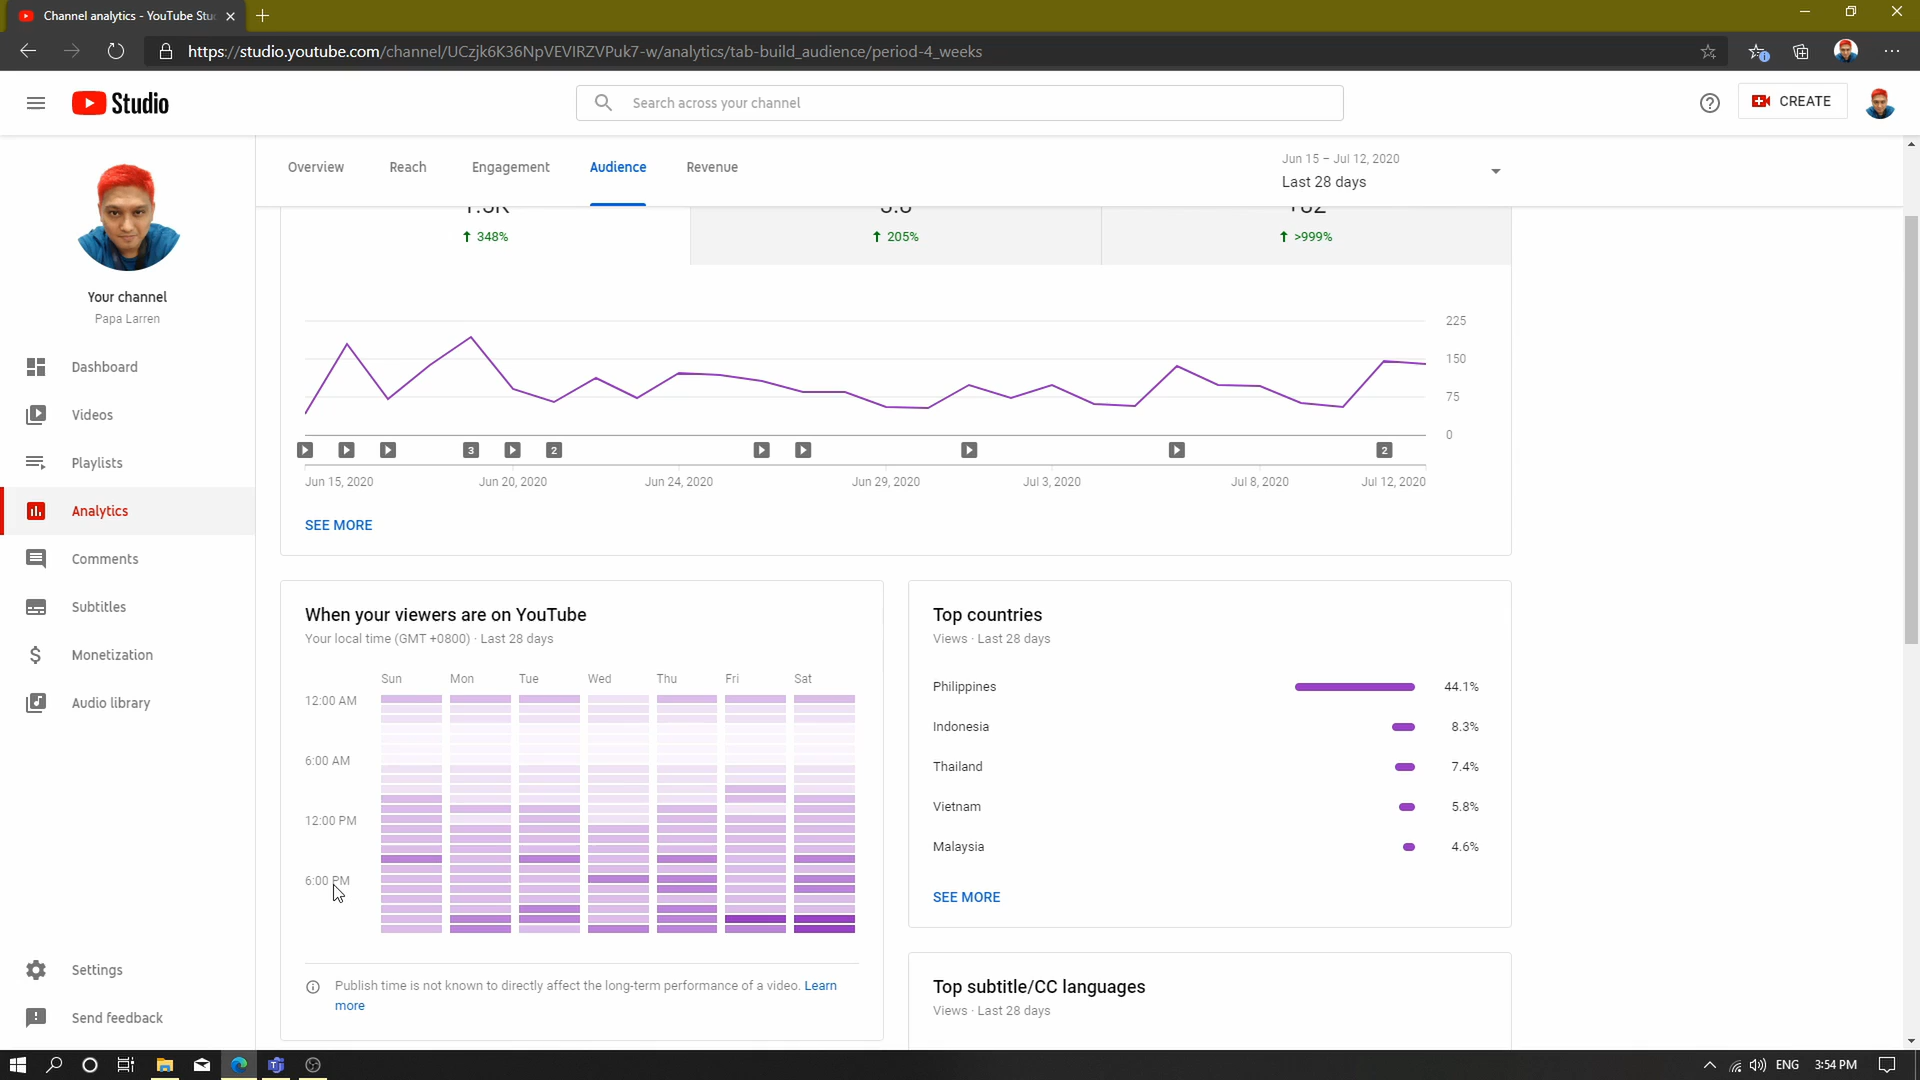 Channel analytics - YouTube Stu
https://studio.youtube.com/channel/UCzjk6K36NpVEVIRZVPuk7-w/analytics/tab-build_audience/period-4_weeks
Studio
Search across your channel
CREATE
Overview
Reach
Engagement
Audience
Revenue
Jun 15 – Jul 12, 2020
Last 28 days
348%
205%
>999%
Your channel
Papa Larren
Dashboard
Videos
Playlists
Analytics
Comments
Subtitles
Monetization
Audio library
Settings
Send feedback
225
150
75
0
3
2
2
Jun 15, 2020
Jun 20, 2020
Jun 24, 2020
Jun 29, 2020
Jul 3, 2020
Jul 8, 2020
Jul 12, 2020
SEE MORE
When your viewers are on YouTube
Your local time (GMT +0800) · Last 28 days
Sun Mon Tue Wed Thu Fri Sat
12:00 AM
6:00 AM
12:00 PM
6:00 PM
Publish time is not known to directly affect the long-term performance of a video. Learn
more
Top countries
Views · Last 28 days
Philippines 44.1%
Indonesia 8.3%
Thailand 7.4%
Vietnam 5.8%
Malaysia 4.6%
SEE MORE
Top subtitle/CC languages
Views · Last 28 days
ENG
3:54 PM